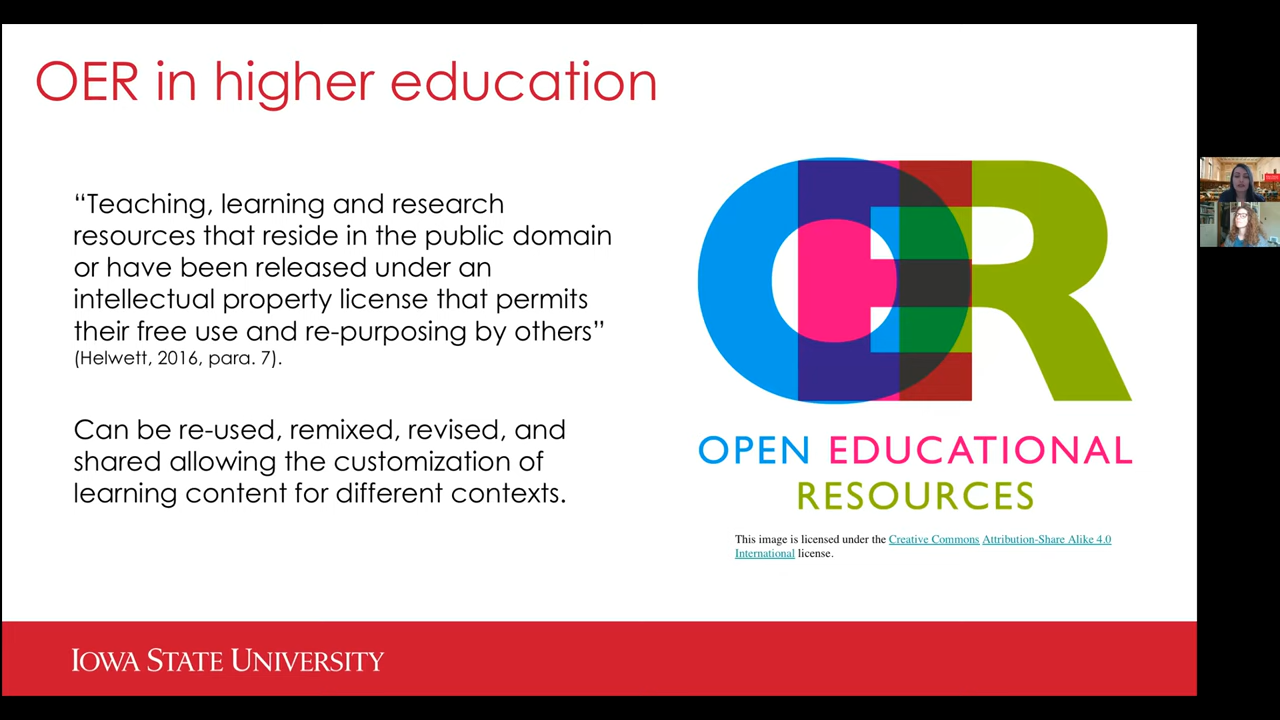 OER in higher education
“Teaching, learning and research
resources that reside in the public domain
or have been released under an
intellectual property license that permits
their free use and re-purposing by others”
(Helwett, 2016, para. 7).
Can be re-used, remixed, revised, and
shared allowing the customization of
learning content for different contexts.
OER
OPEN EDUCATIONAL
RESOURCES
This image is licensed under the Creative Commons Attribution-Share Alike 4.0
International license.
IOWA STATE UNIVERSITY